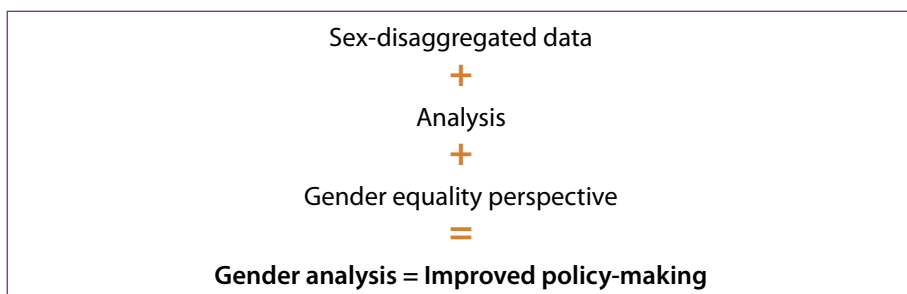 Sex-disaggregated data
+
Analysis
+
Gender equality perspective
=
Gender analysis = Improved policy-making